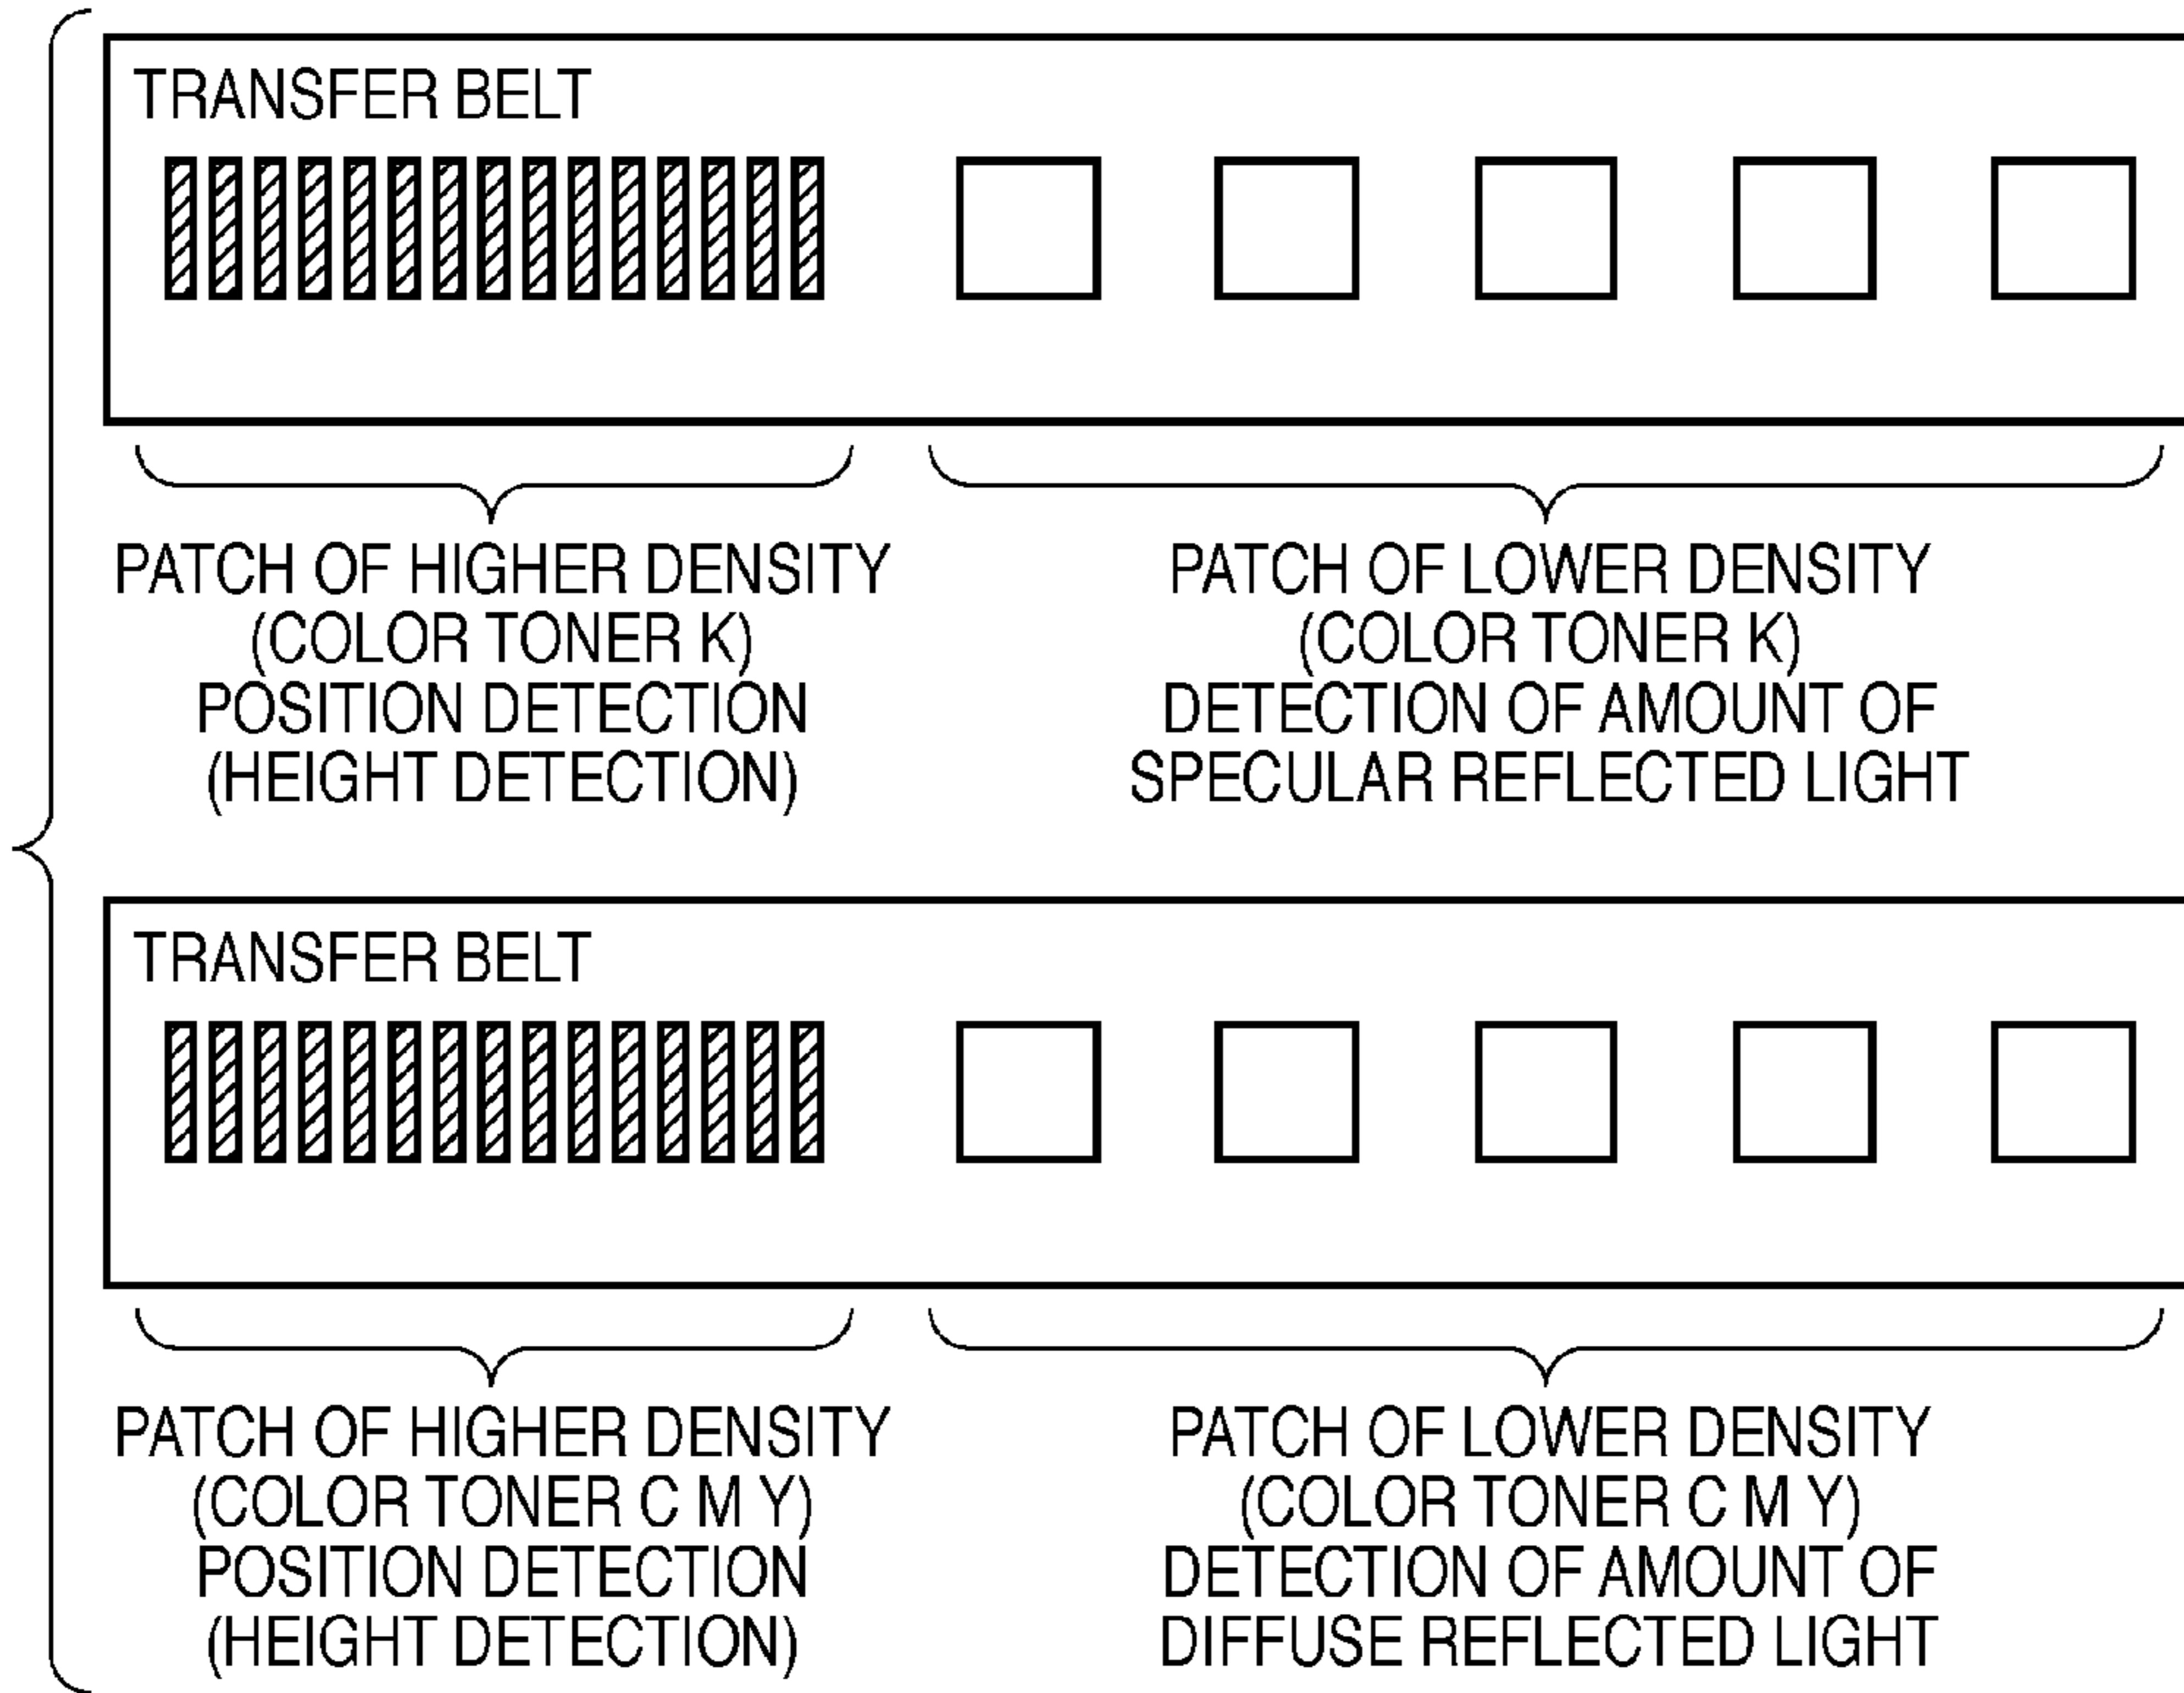 TRANSFER BELT
PATCH OF HIGHER DENSITY
(COLOR TONER K)
POSITION DETECTION
(HEIGHT DETECTION)
PATCH OF LOWER DENSITY
(COLOR TONER K)
DETECTION OF AMOUNT OF
SPECULAR REFLECTED LIGHT
TRANSFER BELT
PATCH OF HIGHER DENSITY
(COLOR TONER C M Y)
POSITION DETECTION
(HEIGHT DETECTION)
PATCH OF LOWER DENSITY
(COLOR TONER C M Y)
DETECTION OF AMOUNT OF
DIFFUSE REFLECTED LIGHT